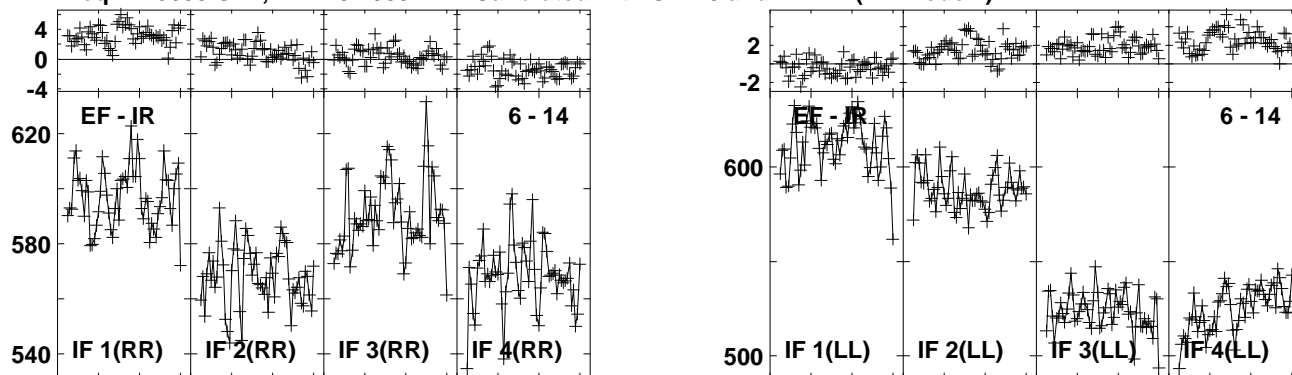 4
0
-4
EF - IR
6 - 14
620
580
540
IF 1(RR)
IF 2(RR)
IF 3(RR)
IF 4(RR)
2
0
-2
EF - IR
6 - 14
600
500
IF 1(LL)
IF 2(LL)
IF 3(LL)
IF 4(LL)